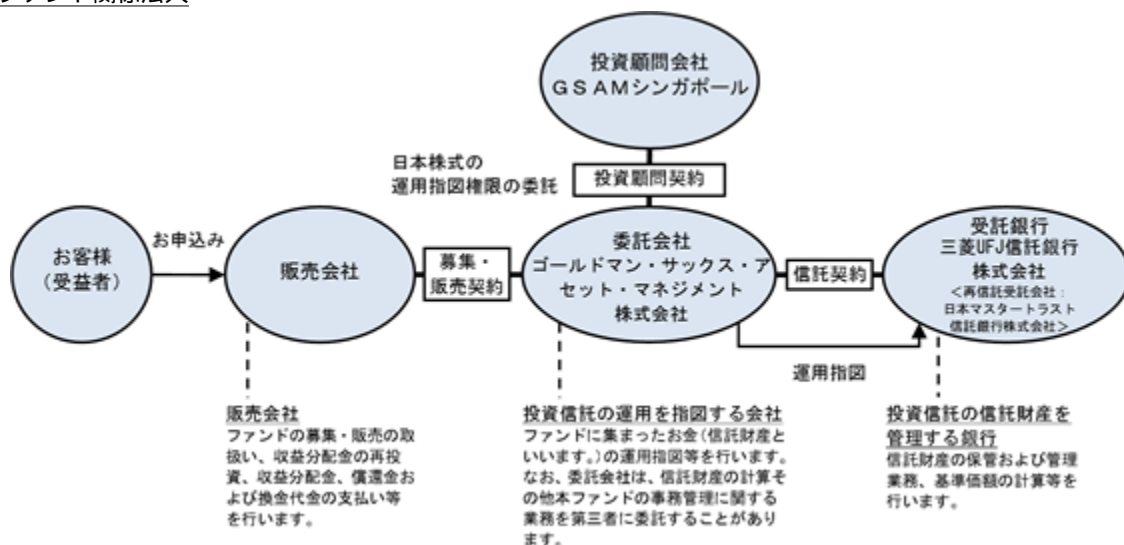 投資顧問会社
GSAMシンガポール
日本株式の
運用指図権限の委託
投資顧問契約
お客様
(受益者)
お申込み
販売会社
募集・
販売契約
委託会社
ゴールドマン・サックス・ア
セット・マネジメント
株式会社
信託契約
受託銀行
三菱UFJ信託銀行
株式会社
<再信託受託会社:
日本マスタートラスト
信託銀行株式会社>
運用指図
販売会社
ファンドの募集・販売の取
扱い、収益分配金の再投
資、収益分配金、償還金お
よび換金代金の支払い等
を行います。
投資信託の運用を指図する会社
ファンドに集まったお金(信託財産と
いいます。)の運用指図等を行います。
なお、委託会社は、信託財産の計算そ
の他本ファンドの事務管理に関する
業務を第三者に委託することがあり
ます。
投資信託の信託財産を
管理する銀行
信託財産の保管および管理
業務、基準価額の計算等を
行います。